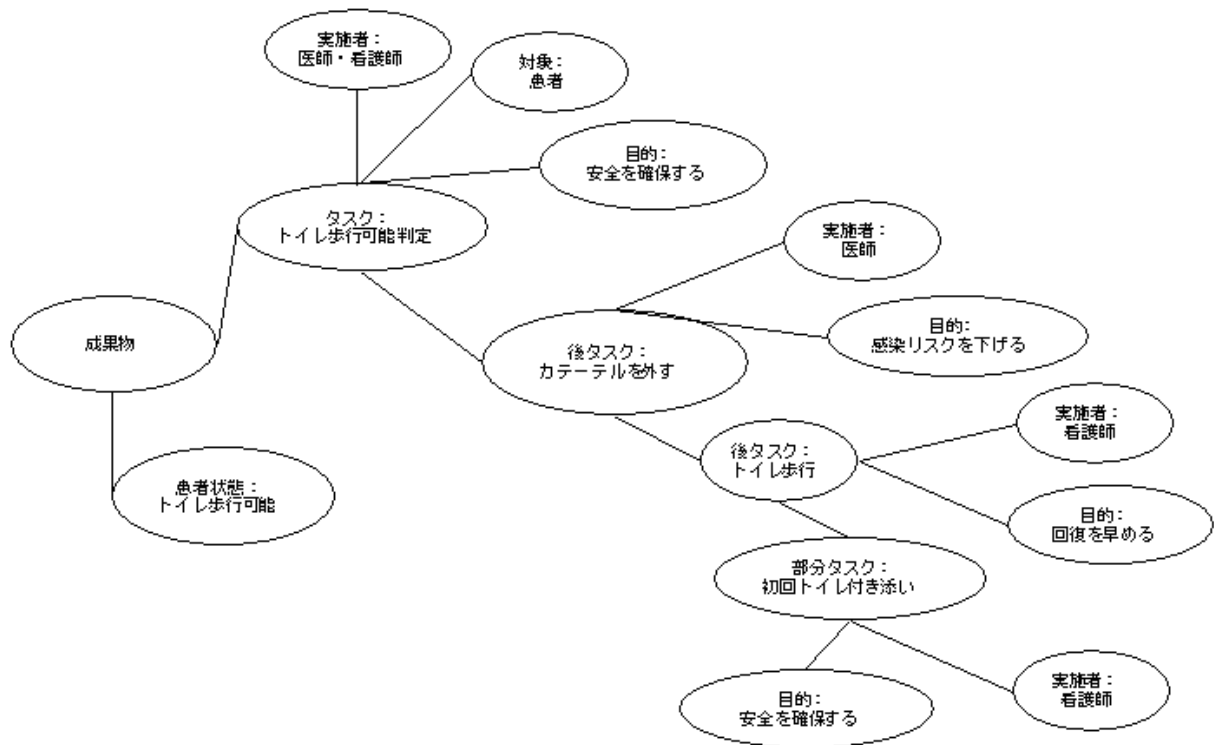 実施者：
医師・看護師
対象：
患者
目的：
安全を確保する
タスク：
トイレ歩行可能判定
実施者：
医師
成果物
後タスク：
カテーテルを外す
目的：
感染リスクを下げる
実施者：
看護師
後タスク：
トイレ歩行
患者状態：
トイレ歩行可能
目的：
回復を早める
部分タスク：
初回トイレ付き添い
実施者：
看護師
目的：
安全を確保する